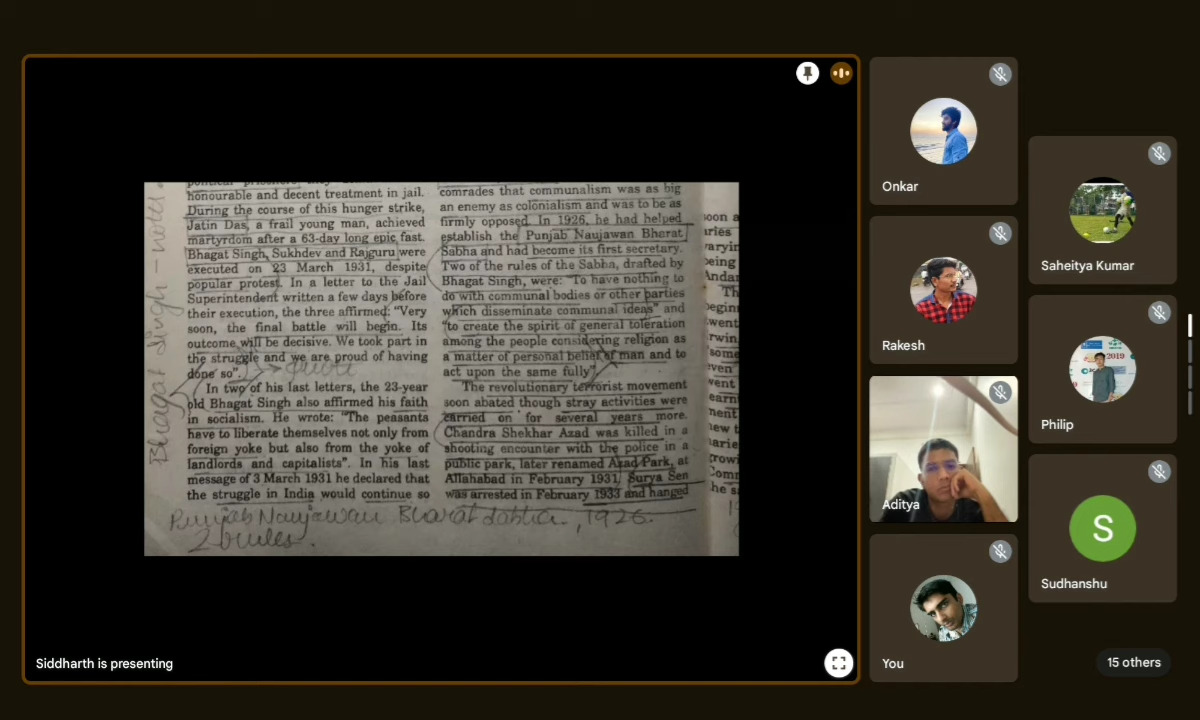 political prisoners
honourable and decent treatment in jail.
During the course of this hunger strike,
Jatin Das, a frail young man, achieved
martyrdom after a 63-day long epic fast.
Bhagat Singh, Sukhdev and Rajguru were
executed on 23 March 1931, despite
popular protest. In a letter to the Jail
Superintendent written a few days before
their execution, the three affirmed: "Very
soon, the final battle will begin. Its
outcome will be decisive. We took part in
the struggle and we are proud of having
done so".
quote
In two of his last letters, the 23-year
old Bhagat Singh also affirmed his faith
in socialism. He wrote: "The peasants
have to liberate themselves not only from
foreign yoke but also from the yoke of
landlords and capitalists". In his last
message of 3 March 1931 he declared that
the struggle in India would continue so
Bhagat Singh
comrades that communalism was as big
an enemy as colonialism and was to be as
firmly opposed. In 1926, he had helped
establish the Punjab Naujawan Bharat
Sabha and had become its first secretary.
Two of the rules of the Sabha, drafted by
Bhagat Singh, were: "To have nothing to
do with communal bodies or other parties
which disseminate communal ideas" and
"to create the spirit of general toleration
among the people considering religion as
a matter of personal belief of man and to
act upon the same fully".
The revolutionary terrorist movement
soon abated though stray activities were
carried on for several years more.
Chandra Shekhar Azad was killed in a
shooting encounter with the police in a
public park, later renamed Azad Park, at
Allahabad in February 1931. Surya Sen
was arrested in February 1933 and hanged
Punjab Naujawan Bharat Sabha, 1926.
2 rules.
soon a
Siddharth is presenting
Onkar
Rakesh
Aditya
You
Saheitya Kumar
Philip
2019
S
Sudhanshu
15 others